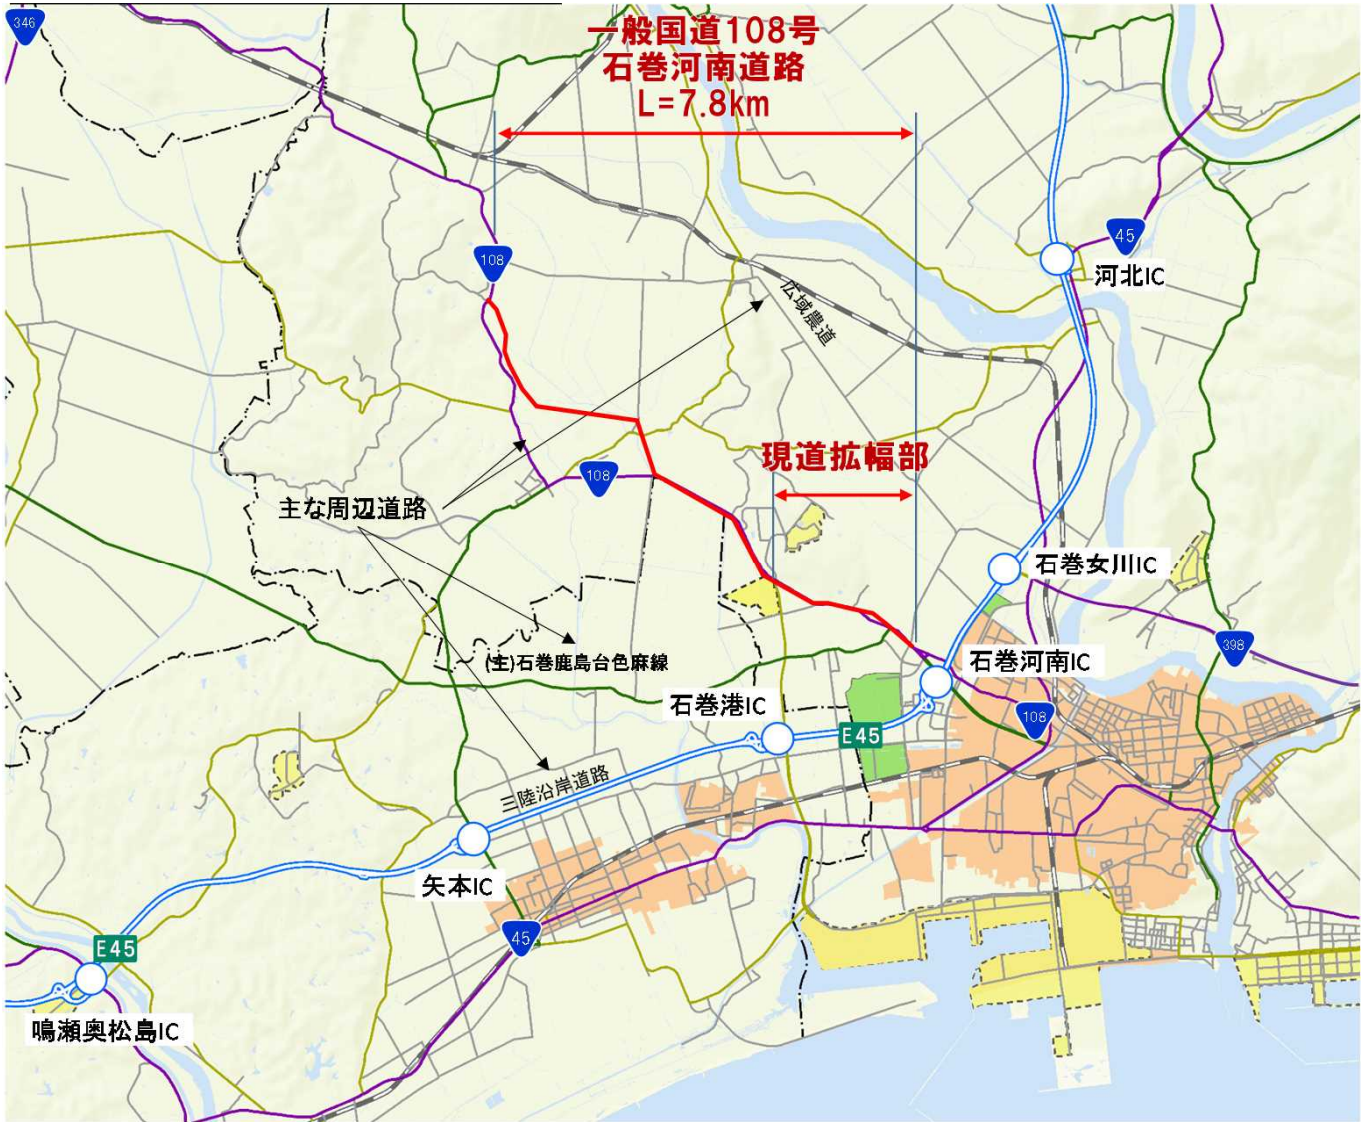 346
一般国道108号
石巻河南道路
L=7.8km
108
45
河北IC
広域農道
現道拡幅部
108
主な周辺道路
石巻女川IC
398
(主)石巻鹿島台色麻線
石巻河南IC
石巻港IC
E45
108
三陸沿岸道路
矢本IC
45
E45
鳴瀬奥松島IC